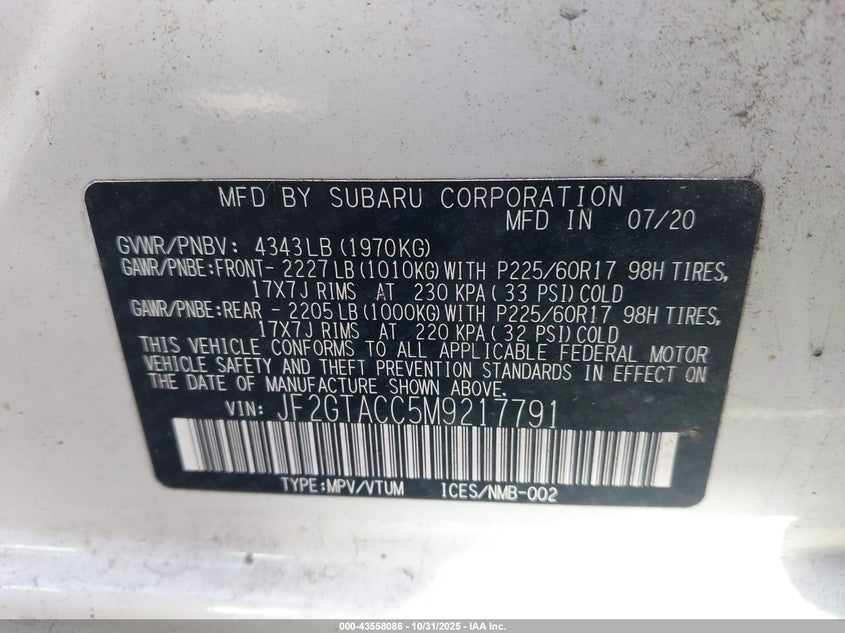 MFD BY SUBARU CORPORATION
MFD IN 07/20
GVWR/PNBV: 4343LB (1970KG)
GAWR/PNBE:FRONT- 2227 LB (1010KG) WITH P225/60R17 98H TIRES,
17X7J RIMS AT 230 KPA ( 33 PSI) COLD
GAWR/PNBE:REAR - 2205 LB (1000KG) WITH P225/60R17 98H TIRES,
17X7J RIMS AT 220 KPA ( 32 PSI) COLD
THIS VEHICLE CONFORMS TO ALL APPLICABLE FEDERAL MOTOR
VEHICLE SAFETY AND THEFT PREVENTION STANDARDS IN EFFECT ON
THE DATE OF MANUFACTURE SHOWN ABOVE.
VIN: JF2GTACC5M9217791
TYPE:MPV/VTUM ICES/NMB-002
000-43558086 - 10/31/2025 - IAA Inc.